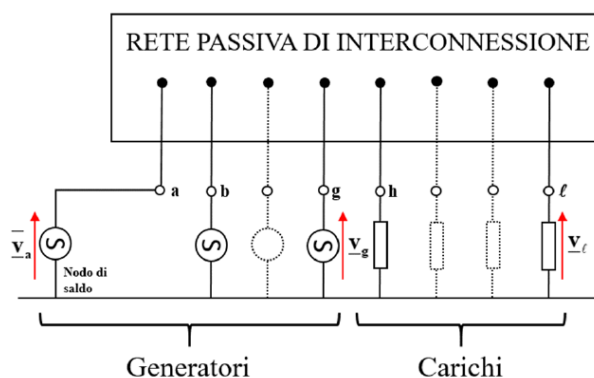 RETE PASSIVA DI INTERCONNESSIONE
a b g h ℓ
v̲̅a v̲g v̲ℓ
Nodo di
saldo
Generatori Carichi